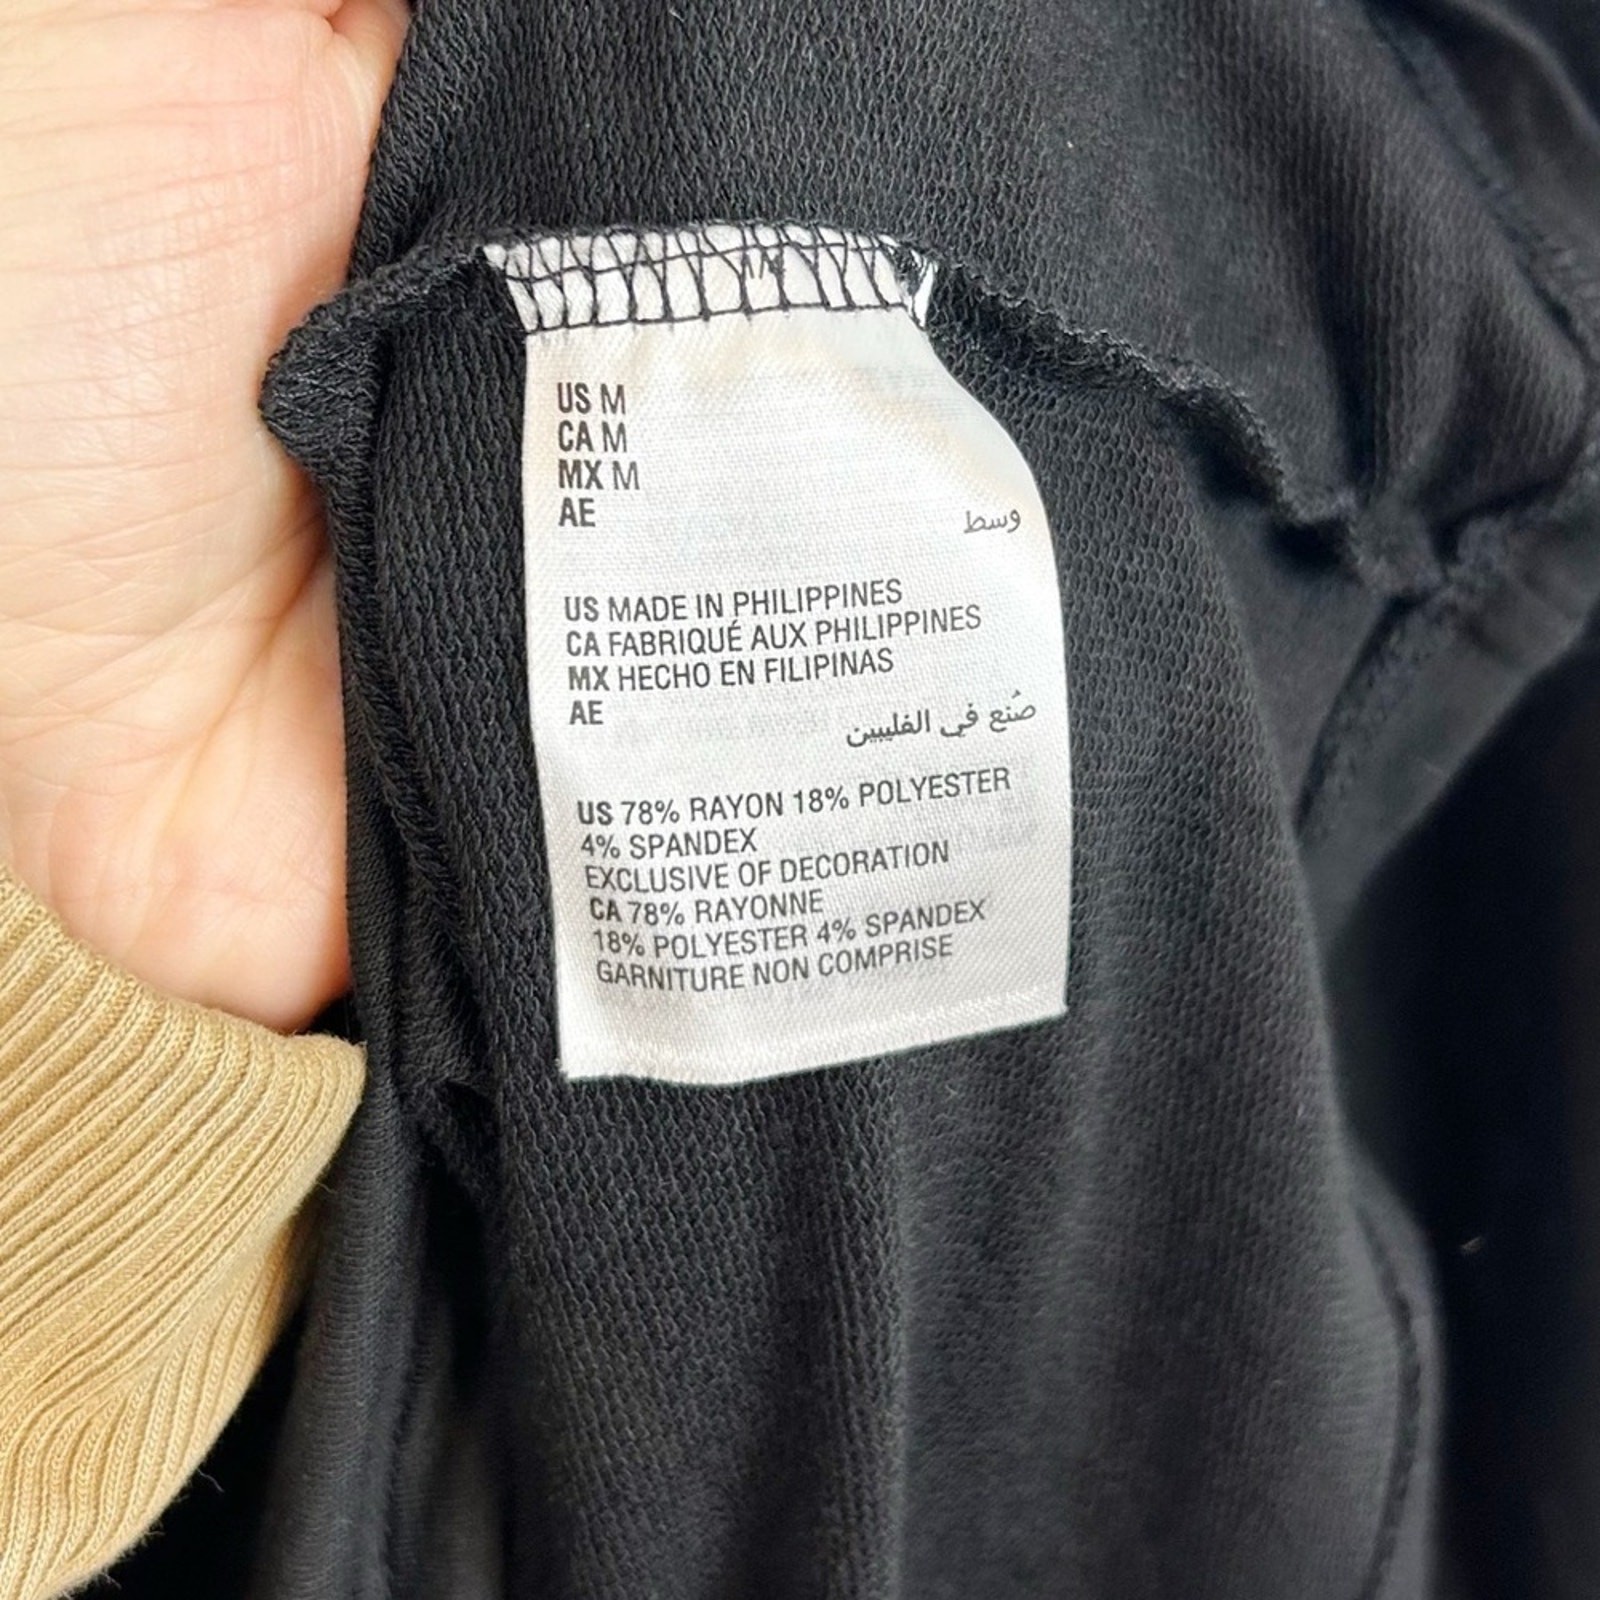 US M
CA M
MX M
AE وسط
US MADE IN PHILIPPINES
CA FABRIQUÉ AUX PHILIPPINES
MX HECHO EN FILIPINAS
AE صُنع في الفليبين
US 78% RAYON 18% POLYESTER
4% SPANDEX
EXCLUSIVE OF DECORATION
CA 78% RAYONNE
18% POLYESTER 4% SPANDEX
GARNITURE NON COMPRISE